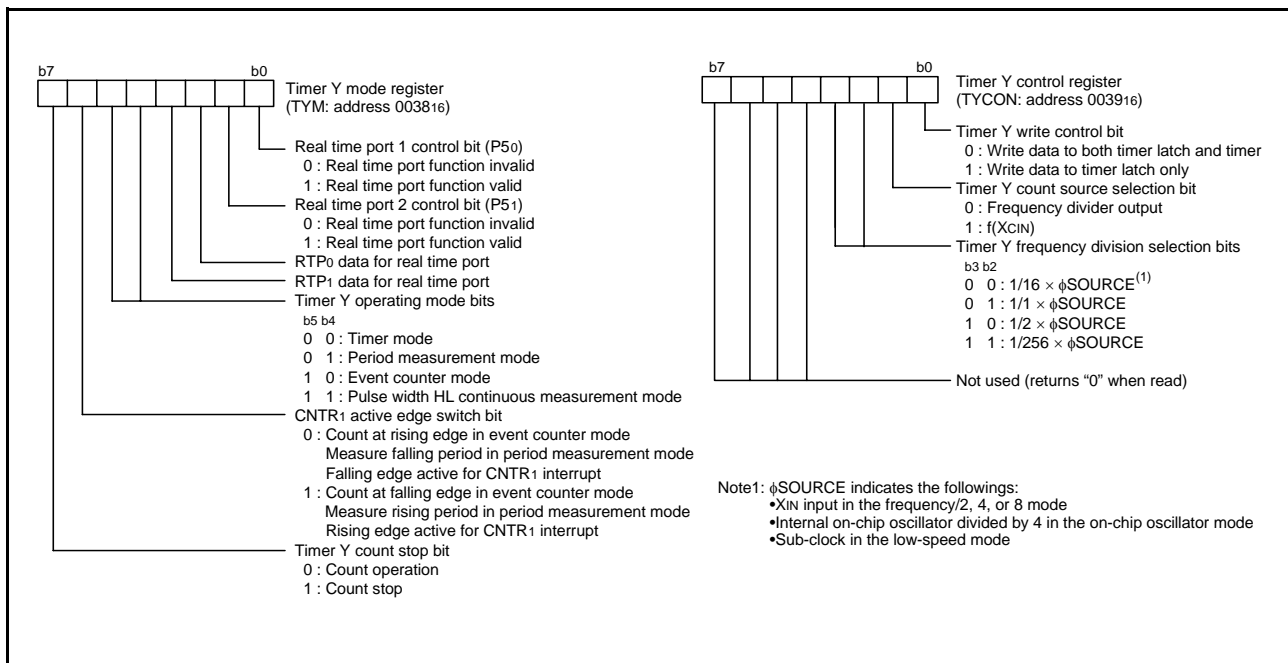 b7 b0
Timer Y mode register
(TYM: address 003816)
Real time port 1 control bit (P50)
0 : Real time port function invalid
1 : Real time port function valid
Real time port 2 control bit (P51)
0 : Real time port function invalid
1 : Real time port function valid
RTP0 data for real time port
RTP1 data for real time port
Timer Y operating mode bits
b5 b4
0 0 : Timer mode
0 1 : Period measurement mode
1 0 : Event counter mode
1 1 : Pulse width HL continuous measurement mode
CNTR1 active edge switch bit
0 : Count at rising edge in event counter mode
Measure falling period in period measurement mode
Falling edge active for CNTR1 interrupt
1 : Count at falling edge in event counter mode
Measure rising period in period measurement mode
Rising edge active for CNTR1 interrupt
Timer Y count stop bit
0 : Count operation
1 : Count stop
b7 b0
Timer Y control register
(TYCON: address 003916)
Timer Y write control bit
0 : Write data to both timer latch and timer
1 : Write data to timer latch only
Timer Y count source selection bit
0 : Frequency divider output
1 : f(XCIN)
Timer Y frequency division selection bits
b3 b2
0 0 : 1/16 × ϕSOURCE(1)
0 1 : 1/1 × ϕSOURCE
1 0 : 1/2 × ϕSOURCE
1 1 : 1/256 × ϕSOURCE
Not used (returns “0” when read)
Note1: ϕSOURCE indicates the followings:
•XIN input in the frequency/2, 4, or 8 mode
•Internal on-chip oscillator divided by 4 in the on-chip oscillator mode
•Sub-clock in the low-speed mode